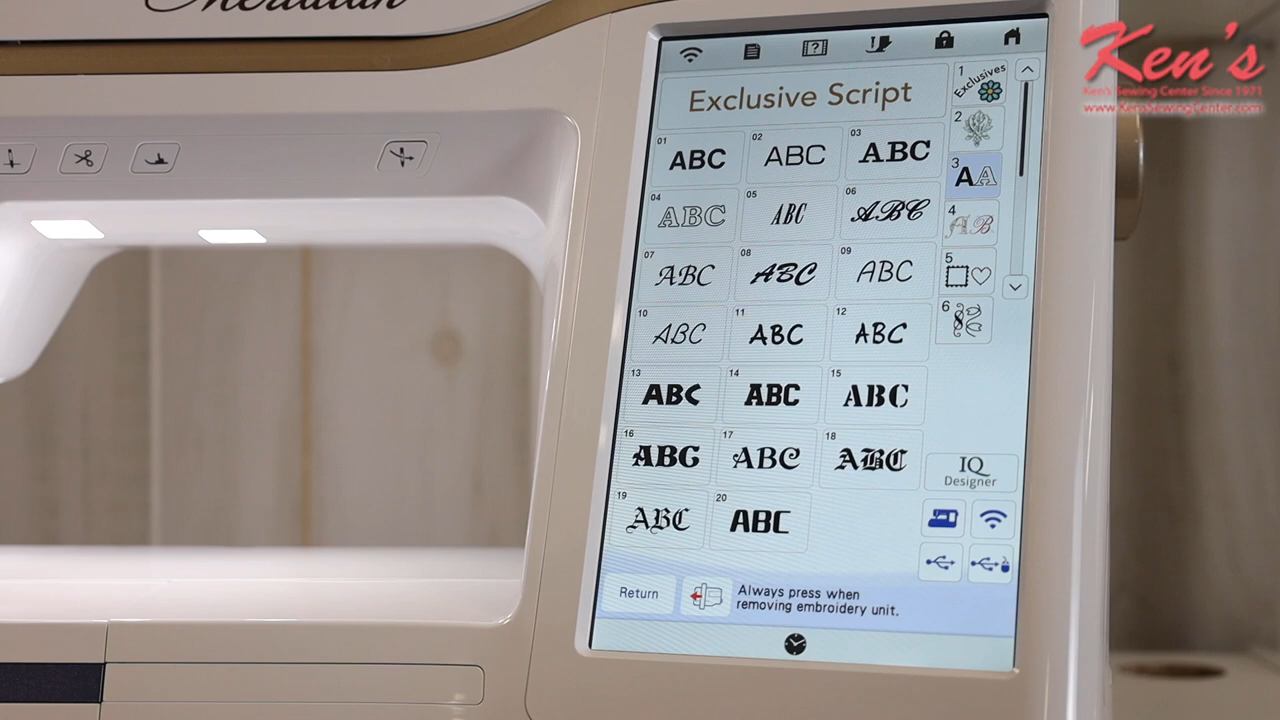 Meridian
Ken's
Ken's Sewing Center Since 1971
www.KensSewingCenter.com
Exclusive Script
1 Exclusives
2
3 AA
4 AB
5
6
01 ABC
02 ABC
03 ABC
04 ABC
05 ABC
06 ABC
07 ABC
08 ABC
09 ABC
10 ABC
11 ABC
12 ABC
13 ABC
14 ABC
15 ABC
16 ABC
17 ABC
18 ABC
19 ABC
20 ABC
IQ
Designer
Return
Always press when
removing embroidery unit.